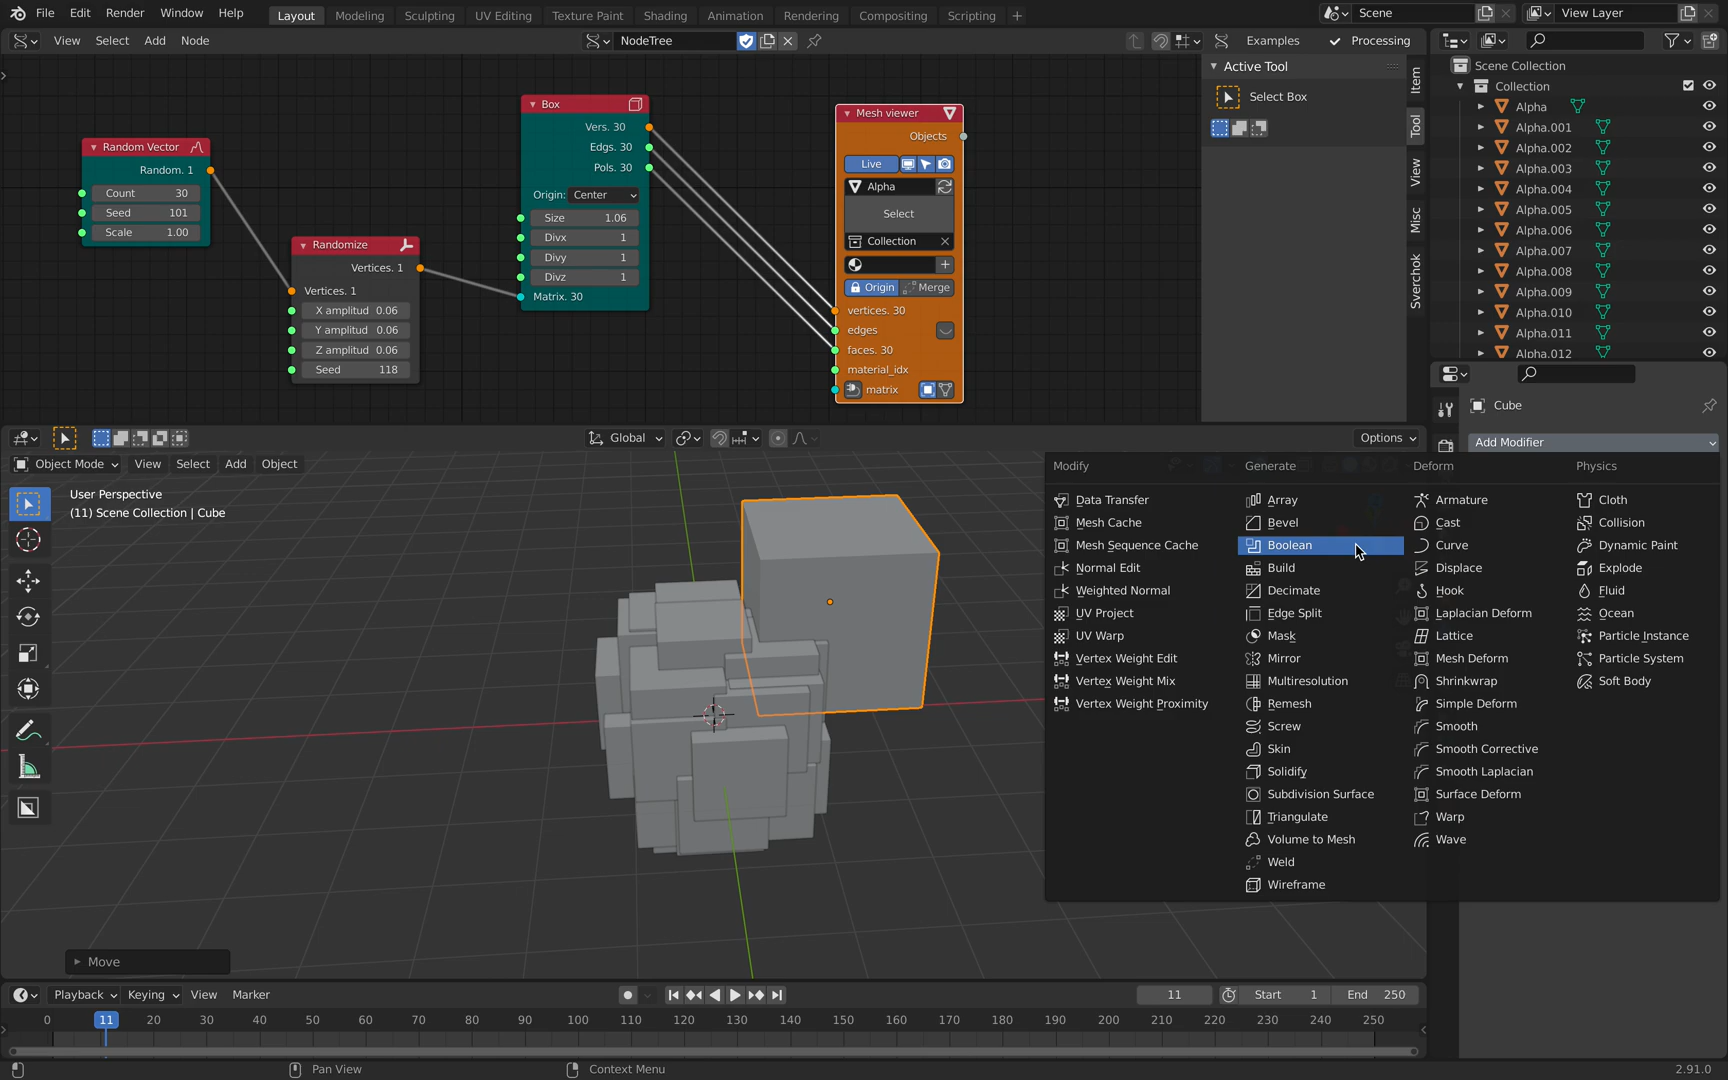 File Edit Render Window Help Layout Modeling Sculpting UV Editing Texture Paint Shading Animation Rendering Compositing Scripting + Scene View Layer
View Select Add Node NodeTree Examples Processing
Active Tool
Select Box
Item
Tool
View
Misc
Sverchok
Random Vector
Random. 1
Count 30
Seed 101
Scale 1.00
Randomize
Vertices. 1
Vertices. 1
X amplitud 0.06
Y amplitud 0.06
Z amplitud 0.06
Seed 118
Box
Vers. 30
Edgs. 30
Pols. 30
Origin: Center
Size 1.06
Divx 1
Divy 1
Divz 1
Matrix. 30
Mesh viewer
Objects
Live
Alpha
Select
Collection
Origin Merge
vertices. 30
edges
faces. 30
material_idx
matrix
Scene Collection
Collection
Alpha
Alpha.001
Alpha.002
Alpha.003
Alpha.004
Alpha.005
Alpha.006
Alpha.007
Alpha.008
Alpha.009
Alpha.010
Alpha.011
Alpha.012
Cube
Add Modifier
Global Options
Object Mode View Select Add Object
User Perspective
(11) Scene Collection | Cube
Modify
Data Transfer
Mesh Cache
Mesh Sequence Cache
Normal Edit
Weighted Normal
UV Project
UV Warp
Vertex Weight Edit
Vertex Weight Mix
Vertex Weight Proximity
Generate
Array
Bevel
Boolean
Build
Decimate
Edge Split
Mask
Mirror
Multiresolution
Remesh
Screw
Skin
Solidify
Subdivision Surface
Triangulate
Volume to Mesh
Weld
Wireframe
Deform
Armature
Cast
Curve
Displace
Hook
Laplacian Deform
Lattice
Mesh Deform
Shrinkwrap
Simple Deform
Smooth
Smooth Corrective
Smooth Laplacian
Surface Deform
Warp
Wave
Physics
Cloth
Collision
Dynamic Paint
Explode
Fluid
Ocean
Particle Instance
Particle System
Soft Body
Move
Playback Keying View Marker 11 Start 1 End 250
0 11 20 30 40 50 60 70 80 90 100 110 120 130 140 150 160 170 180 190 200 210 220 230 240 250
Pan View Context Menu 2.91.0